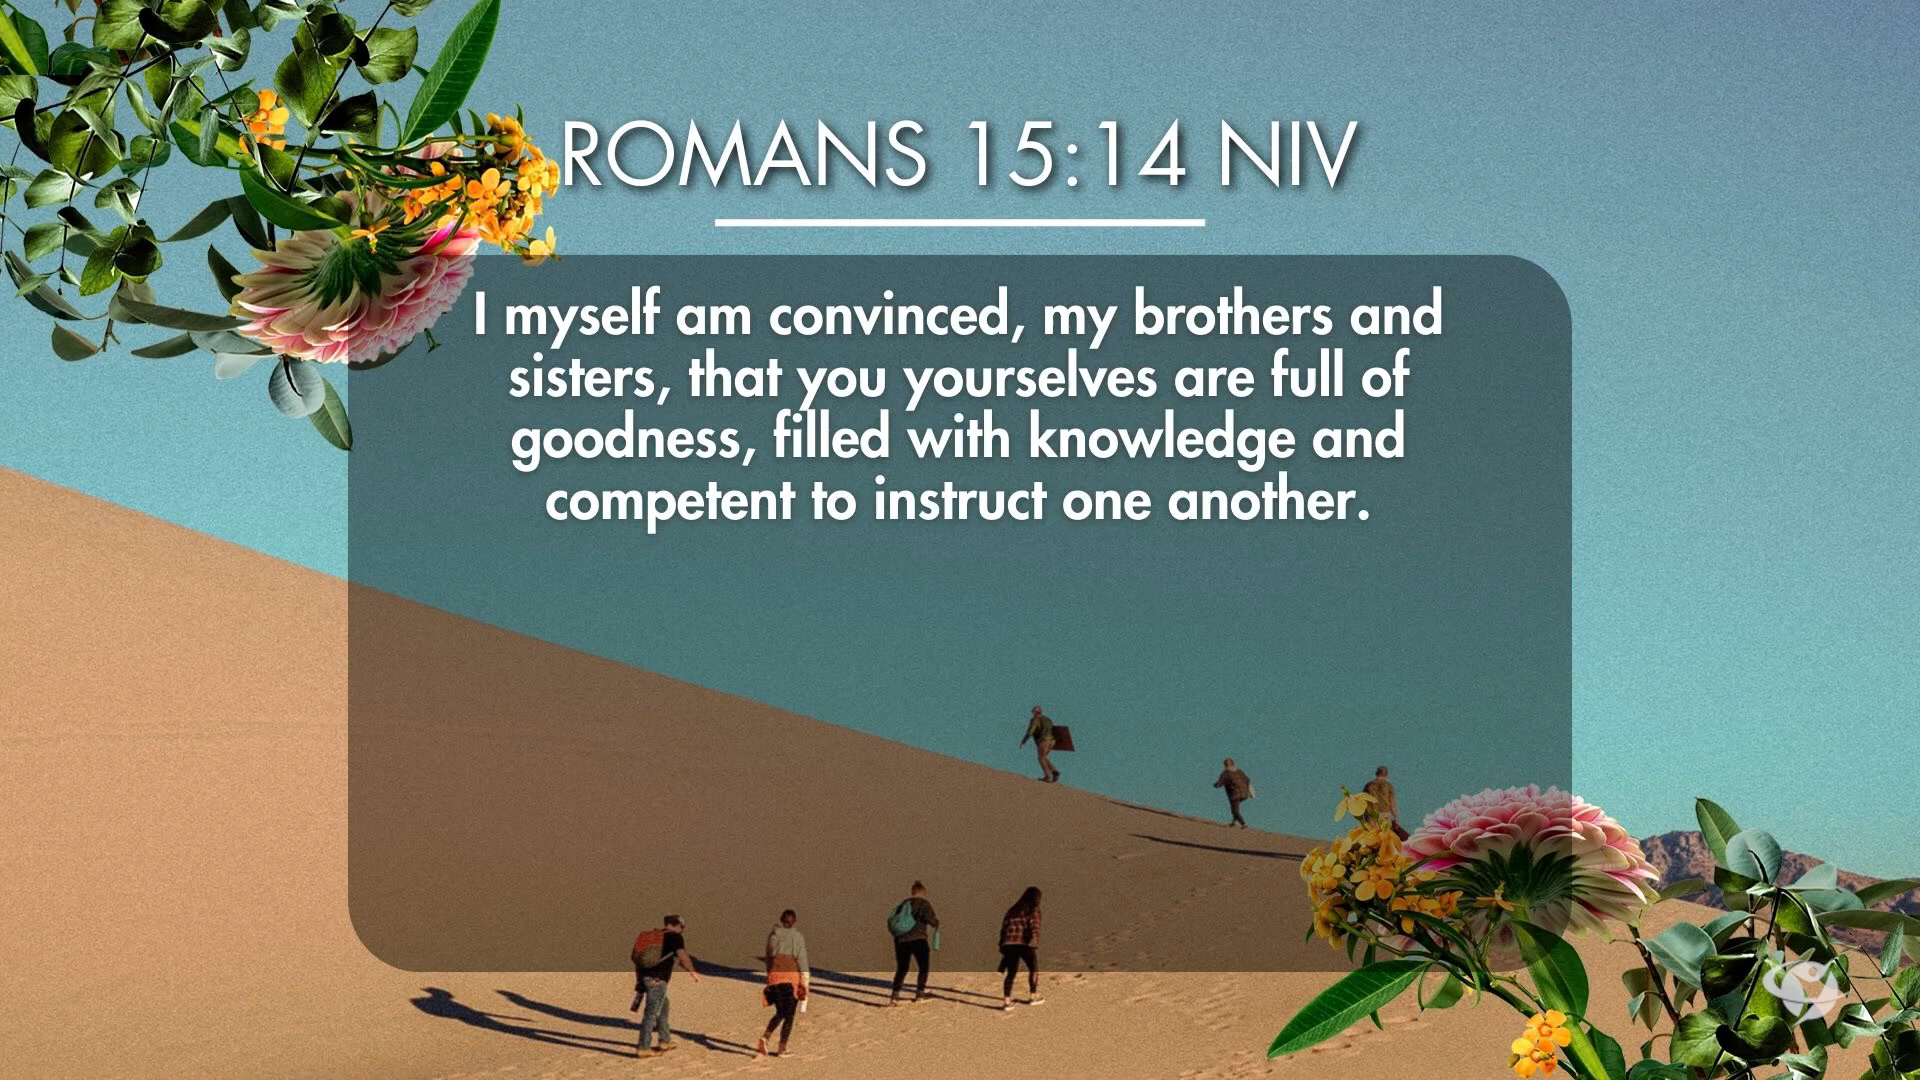 ROMANS 15:14 NIV
I myself am convinced, my brothers and
sisters, that you yourselves are full of
goodness, filled with knowledge and
competent to instruct one another.